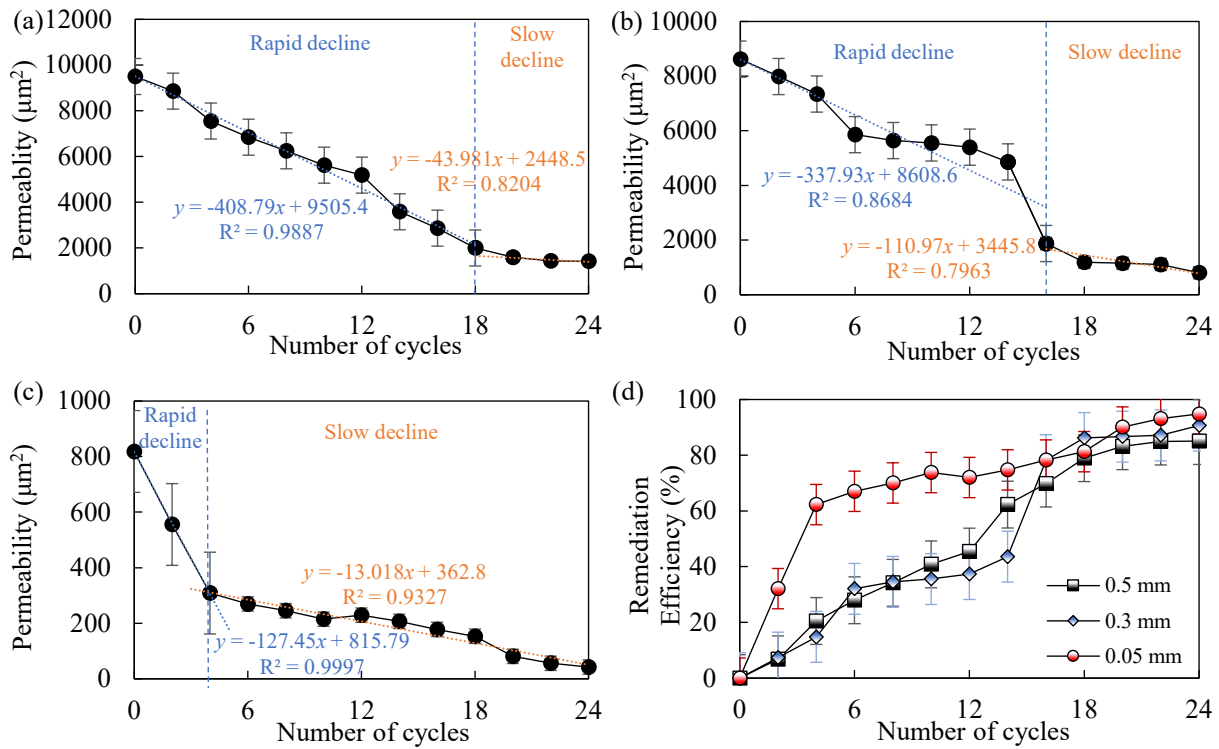 (a)
12000
10000
8000
6000
4000
2000
0
Permeablity (μm²)
Rapid decline
Slow
decline
y = -43.981x + 2448.5
R² = 0.8204
y = -408.79x + 9505.4
R² = 0.9887
0 6 12 18 24
Number of cycles
(b)
10000
8000
6000
4000
2000
0
Permeability (μm²)
Rapid decline
Slow decline
y = -337.93x + 8608.6
R² = 0.8684
y = -110.97x + 3445.8
R² = 0.7963
0 6 12 18 24
Number of cycles
(c)
1000
800
600
400
200
0
Permeability (μm²)
Rapid
decline
Slow decline
y = -13.018x + 362.8
R² = 0.9327
y = -127.45x + 815.79
R² = 0.9997
0 6 12 18 24
Number of cycles
(d)
100
80
60
40
20
0
Remediation
Efficiency (%)
0.5 mm
0.3 mm
0.05 mm
0 6 12 18 24
Number of cycles